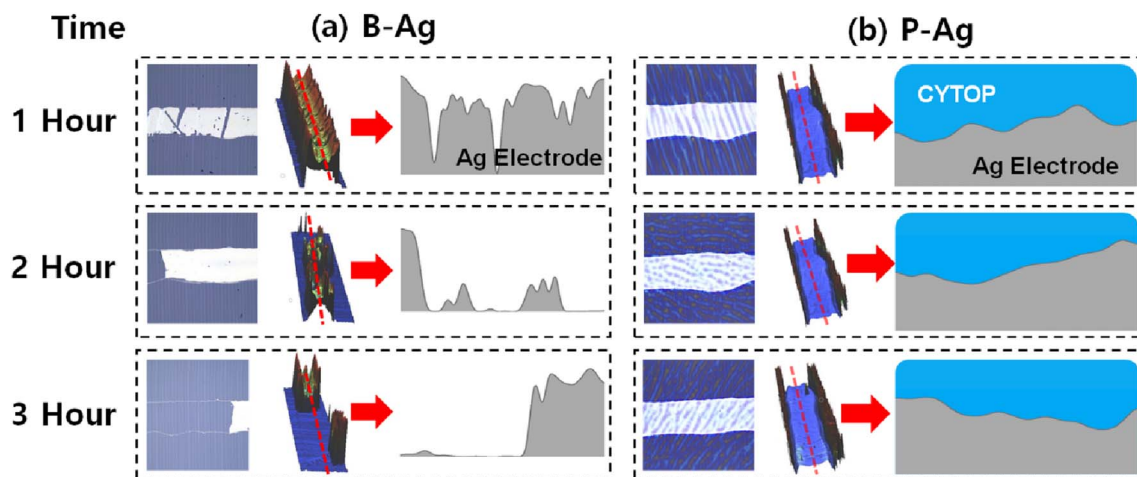 Time
(a) B-Ag
(b) P-Ag
1 Hour
Ag Electrode
CYTOP
Ag Electrode
2 Hour
3 Hour